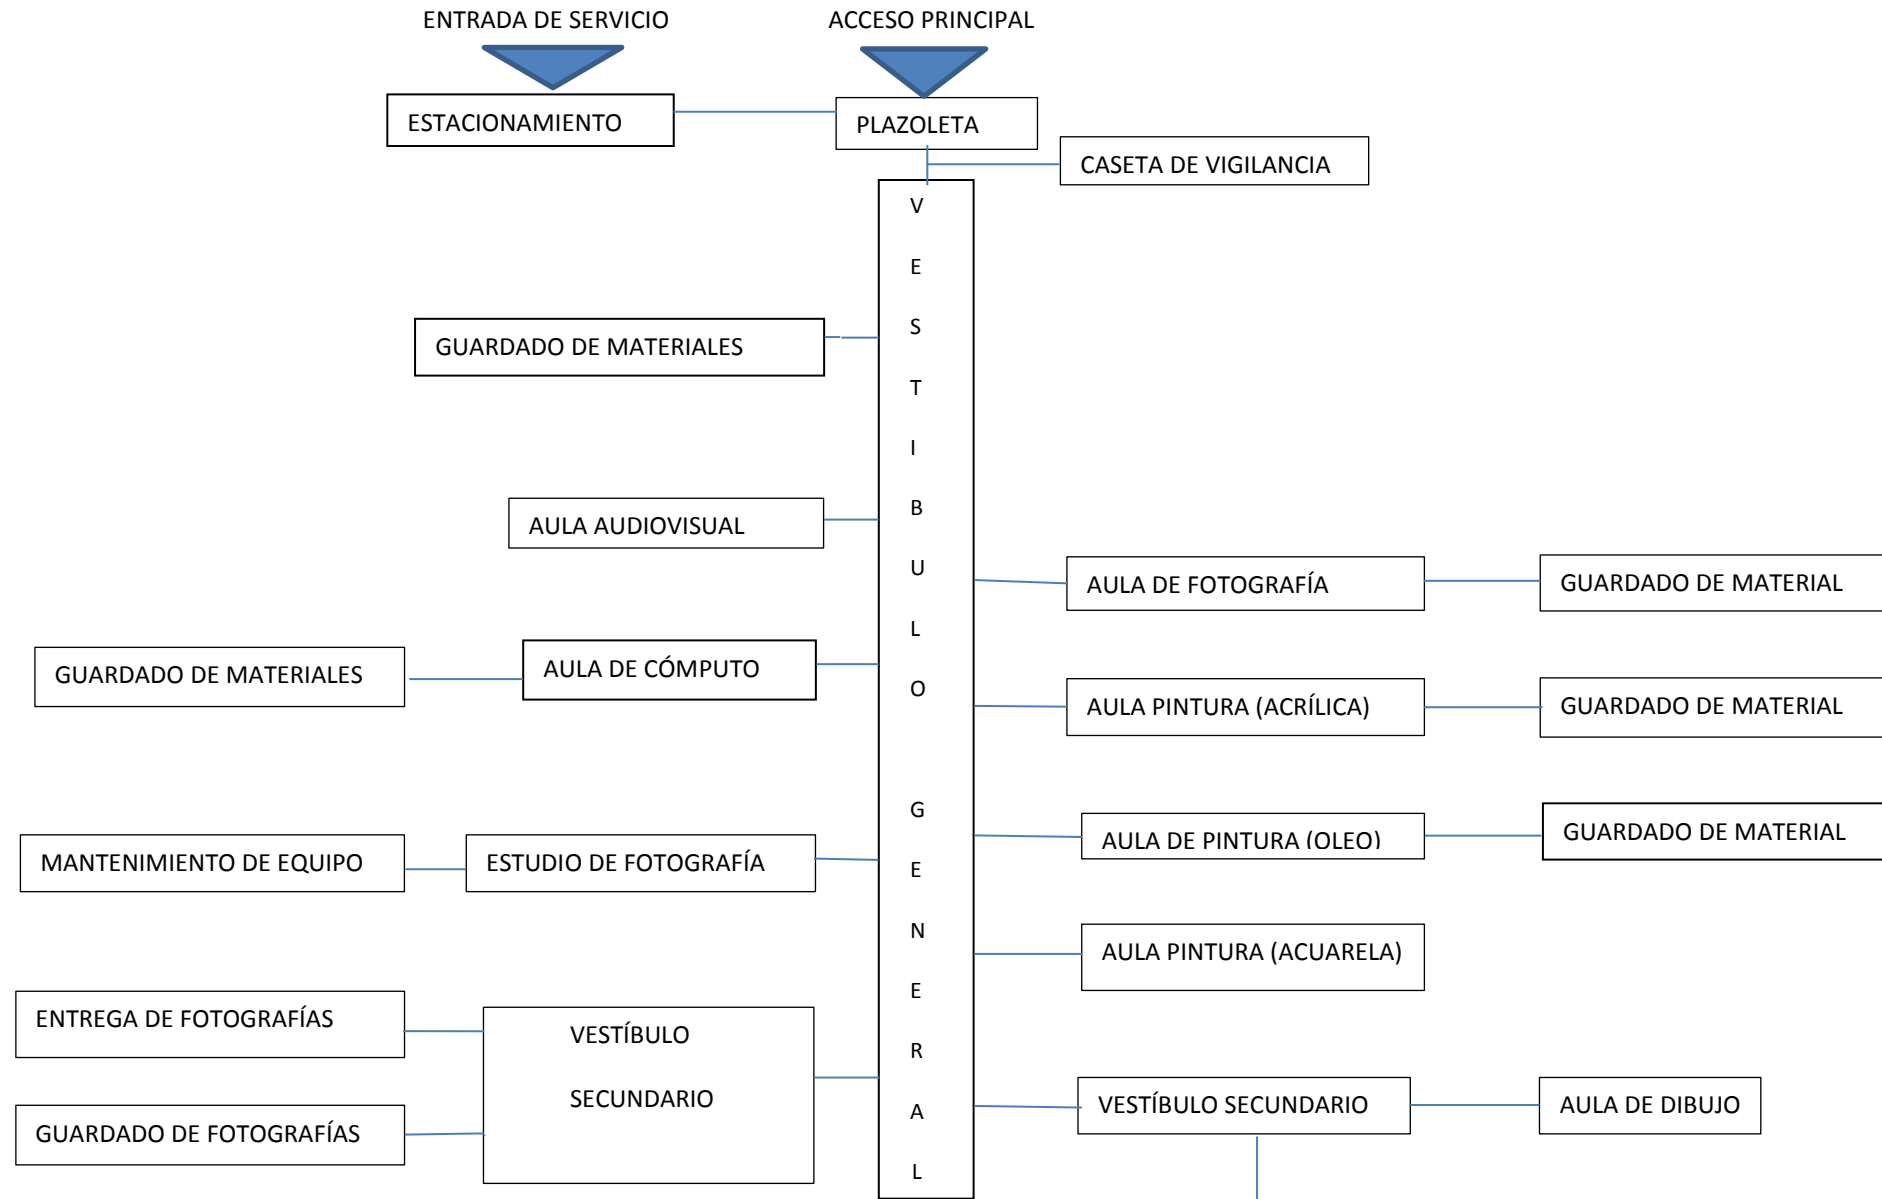 ENTRADA DE SERVICIO
ACCESO PRINCIPAL
ESTACIONAMIENTO
PLAZOLETA
CASETA DE VIGILANCIA
VESTIBULO GENERAL
GUARDADO DE MATERIALES
AULA AUDIOVISUAL
AULA DE FOTOGRAFÍA
GUARDADO DE MATERIAL
GUARDADO DE MATERIALES
AULA DE CÓMPUTO
AULA PINTURA (ACRÍLICA)
GUARDADO DE MATERIAL
MANTENIMIENTO DE EQUIPO
ESTUDIO DE FOTOGRAFÍA
AULA DE PINTURA (OLEO)
GUARDADO DE MATERIAL
AULA PINTURA (ACUARELA)
ENTREGA DE FOTOGRAFÍAS
GUARDADO DE FOTOGRAFÍAS
VESTÍBULO
SECUNDARIO
VESTÍBULO SECUNDARIO
AULA DE DIBUJO